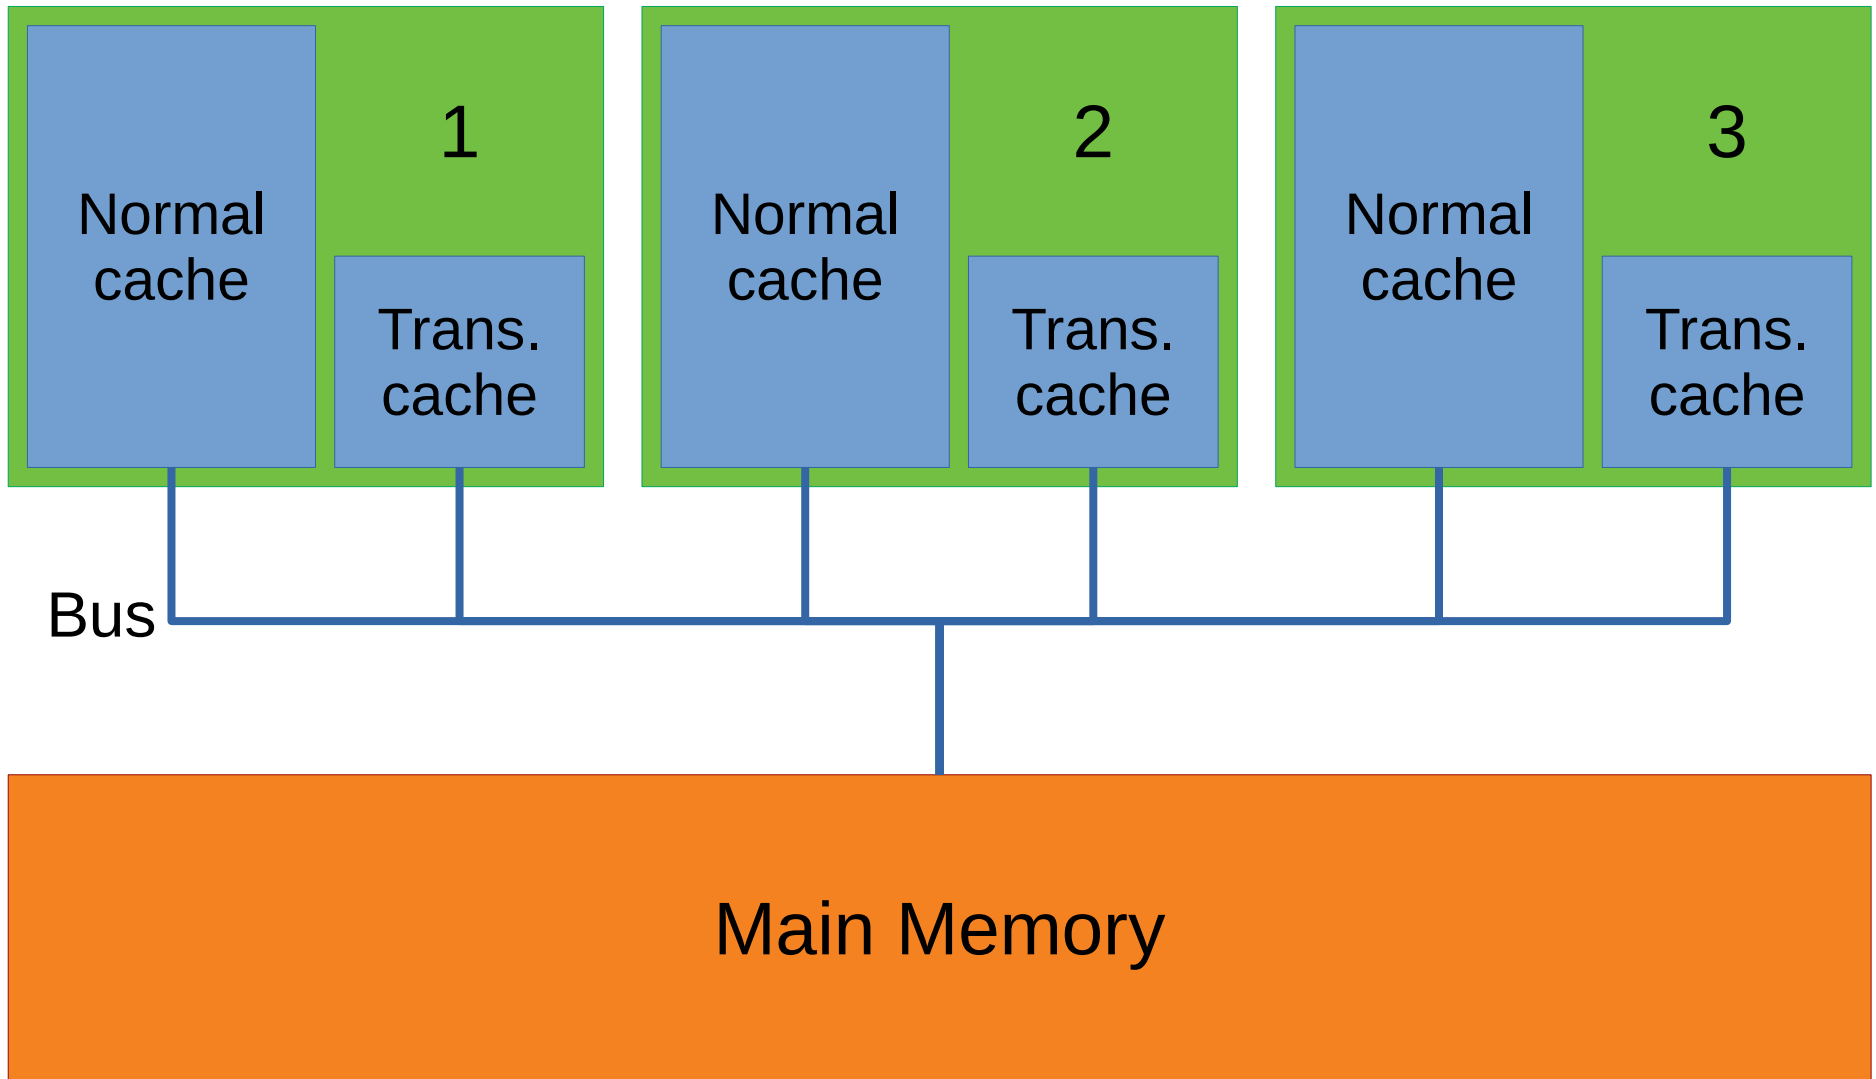 1
Normal
cache
Trans.
cache
2
Normal
cache
Trans.
cache
3
Normal
cache
Trans.
cache
Bus
Main Memory